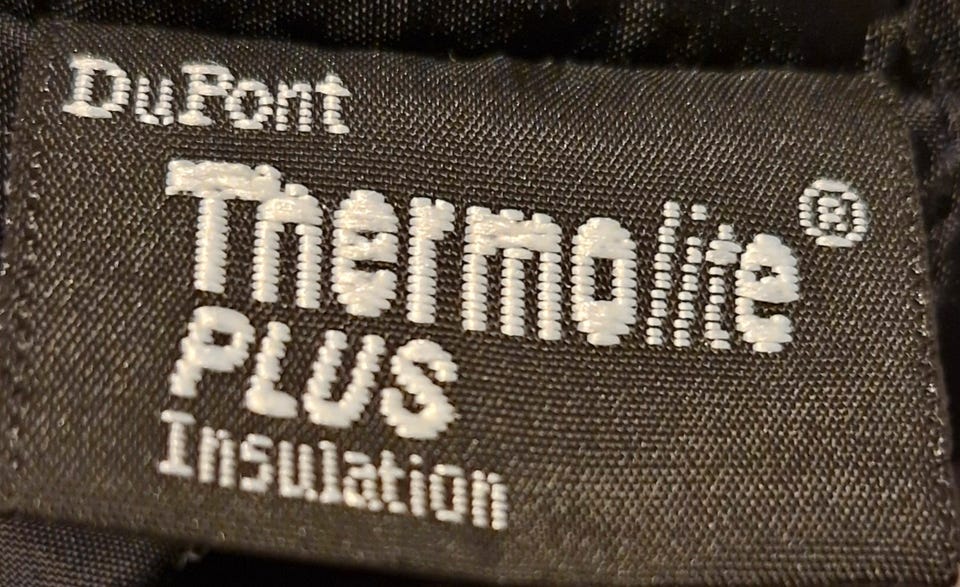 DuPont
Thermolite®
PLUS
Insulation